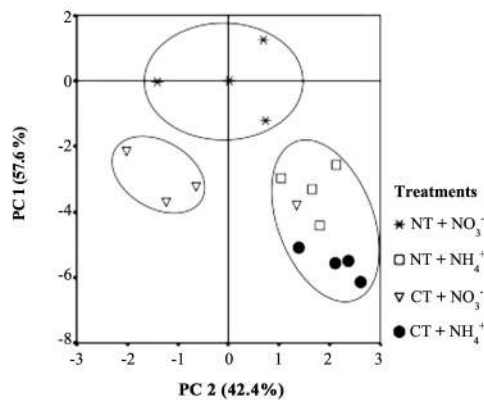 2
0
-2
-4
-6
-8
PC 1 (57.6 %)
-3
-2
-1
0
1
2
3
PC 2 (42.4%)
Treatments
NT + NO₃⁻
NT + NH₄⁺
CT + NO₃⁻
CT + NH₄⁺